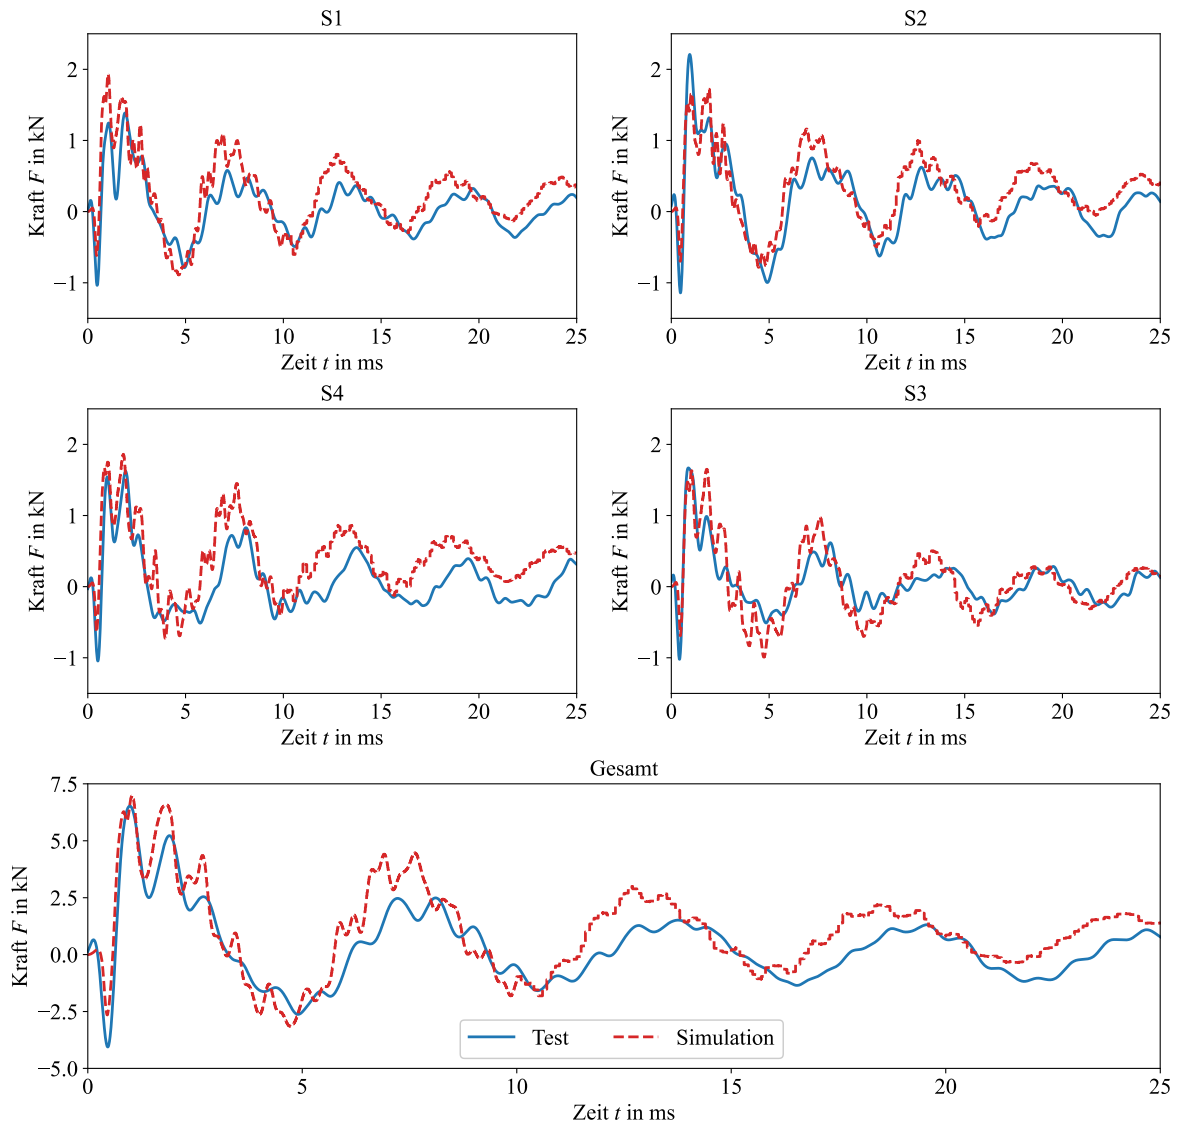 S1
Kraft F in kN
2
1
0
−1
0 5 10 15 20 25
Zeit t in ms
S2
Kraft F in kN
2
1
0
−1
0 5 10 15 20 25
Zeit t in ms
S4
Kraft F in kN
2
1
0
−1
0 5 10 15 20 25
Zeit t in ms
S3
Kraft F in kN
2
1
0
−1
0 5 10 15 20 25
Zeit t in ms
Gesamt
Kraft F in kN
7.5
5.0
2.5
0.0
−2.5
−5.0
Test Simulation
0 5 10 15 20 25
Zeit t in ms